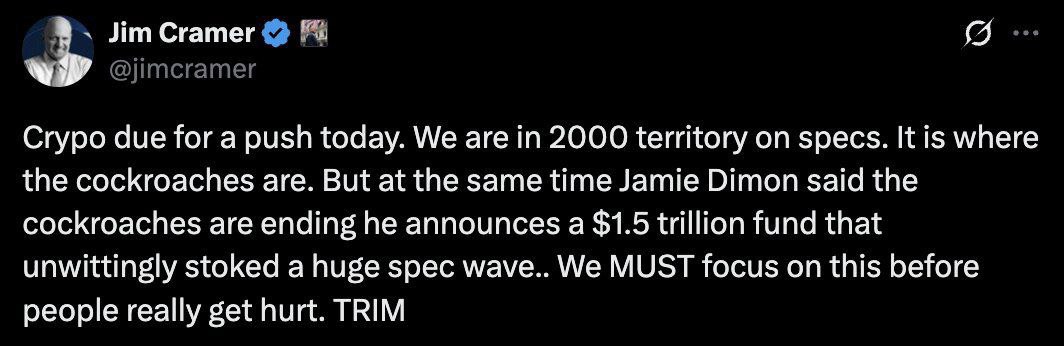 Jim Cramer
@jimcramer
Crypo due for a push today. We are in 2000 territory on specs. It is where
the cockroaches are. But at the same time Jamie Dimon said the
cockroaches are ending he announces a $1.5 trillion fund that
unwittingly stoked a huge spec wave.. We MUST focus on this before
people really get hurt. TRIM